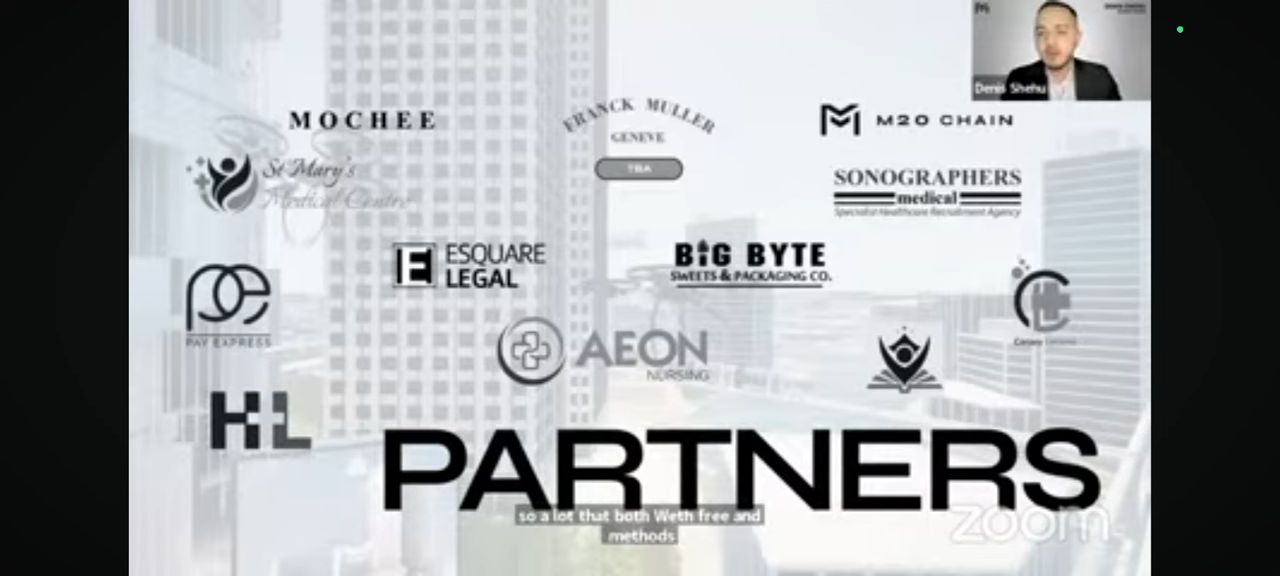 Denis Shehu
MOCHEE
FRANCK MULLER
GENEVE
TBA
M20 CHAIN
St Mary's
Medical Centre
SONOGRAPHERS
medical
Specialist Healthcare Recruitment Agency
ESQUARE
LEGAL
BIG BYTE
SWEETS & PACKAGING CO.
pe
PAY EXPRESS
AEON
NURSING
HL
PARTNERS
so a lot that both Weth free and
methods
zoom